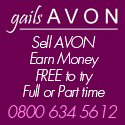 gails AVON
Sell AVON
Earn Money
FREE to try
Full or Part time
0800 634 5612